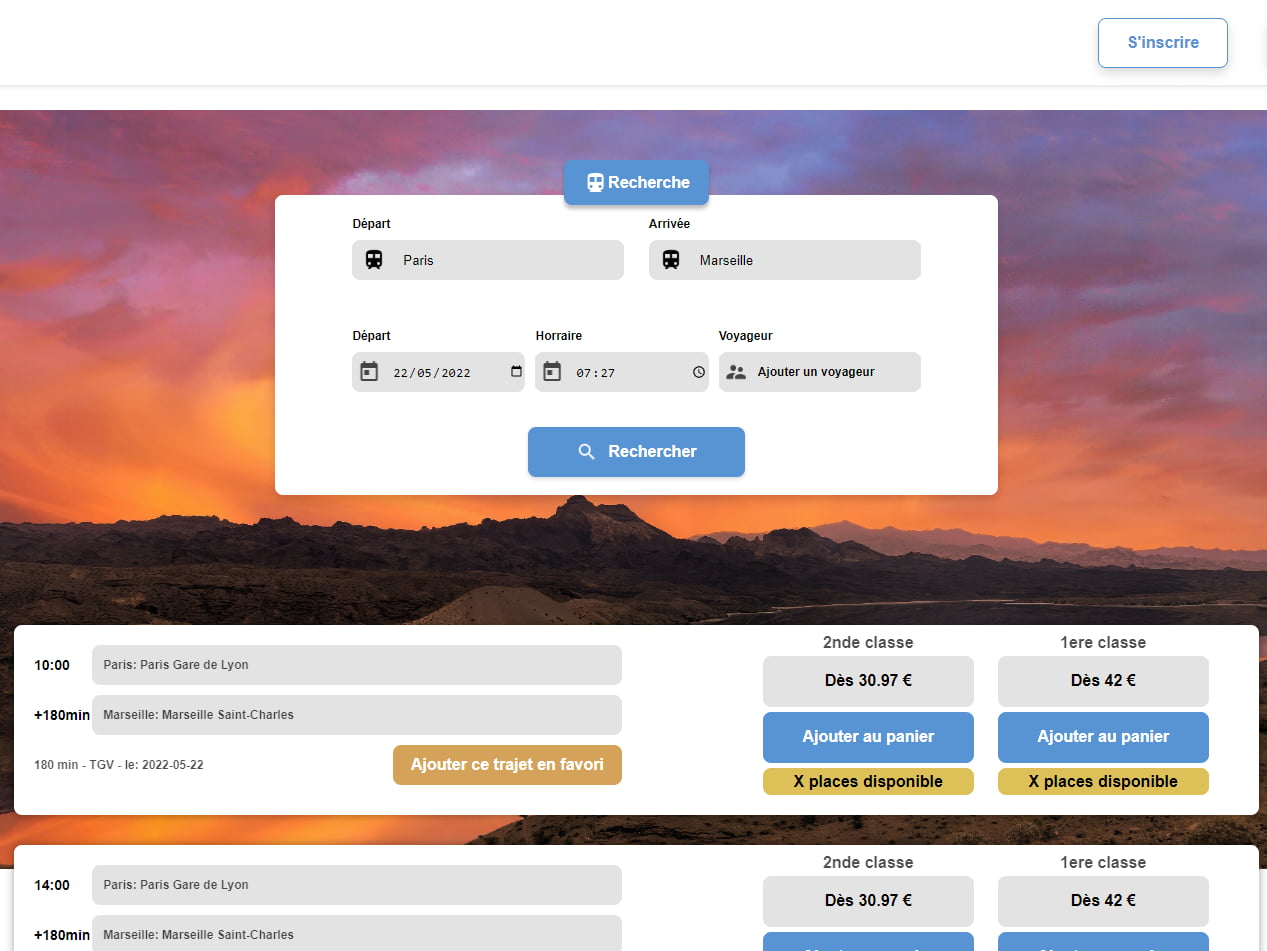 S'inscrire
Recherche
Départ Arrivée
Paris Marseille
Départ Horraire Voyageur
22/05/2022 07:27 Ajouter un voyageur
Rechercher
2nde classe 1ere classe
10:00 Paris: Paris Gare de Lyon Dès 30.97 € Dès 42 €
+180min Marseille: Marseille Saint-Charles Ajouter au panier Ajouter au panier
180 min - TGV - le: 2022-05-22 Ajouter ce trajet en favori X places disponible X places disponible
2nde classe 1ere classe
14:00 Paris: Paris Gare de Lyon Dès 30.97 € Dès 42 €
+180min Marseille: Marseille Saint-Charles